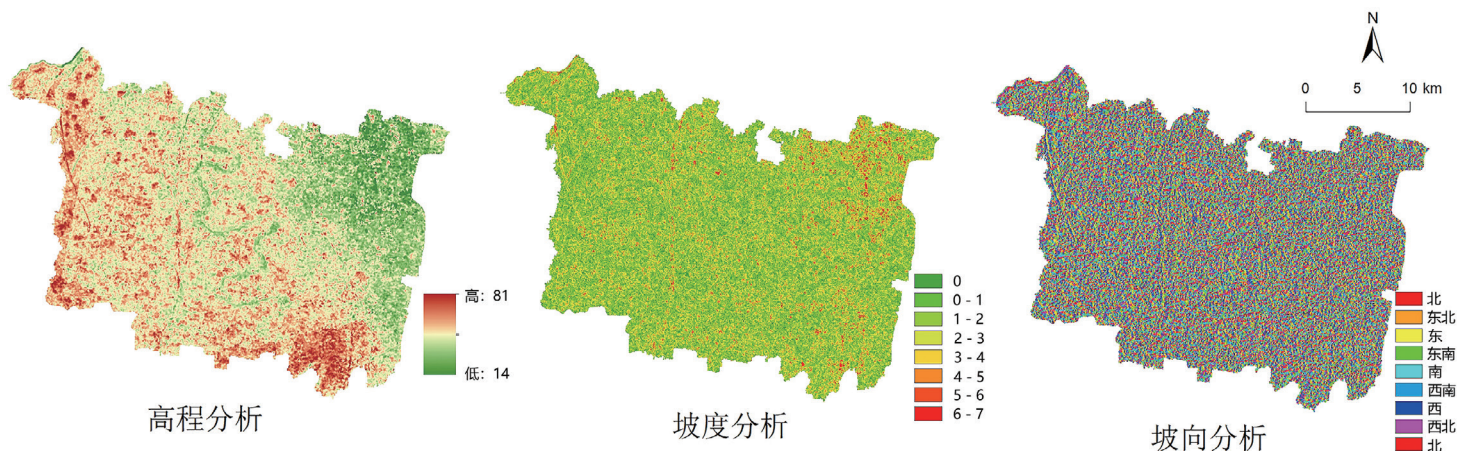 高: 81
低: 14
高程分析
0
0 - 1
1 - 2
2 - 3
3 - 4
4 - 5
5 - 6
6 - 7
坡度分析
N
0 5 10 km
北
东北
东
东南
南
西南
西
西北
北
坡向分析